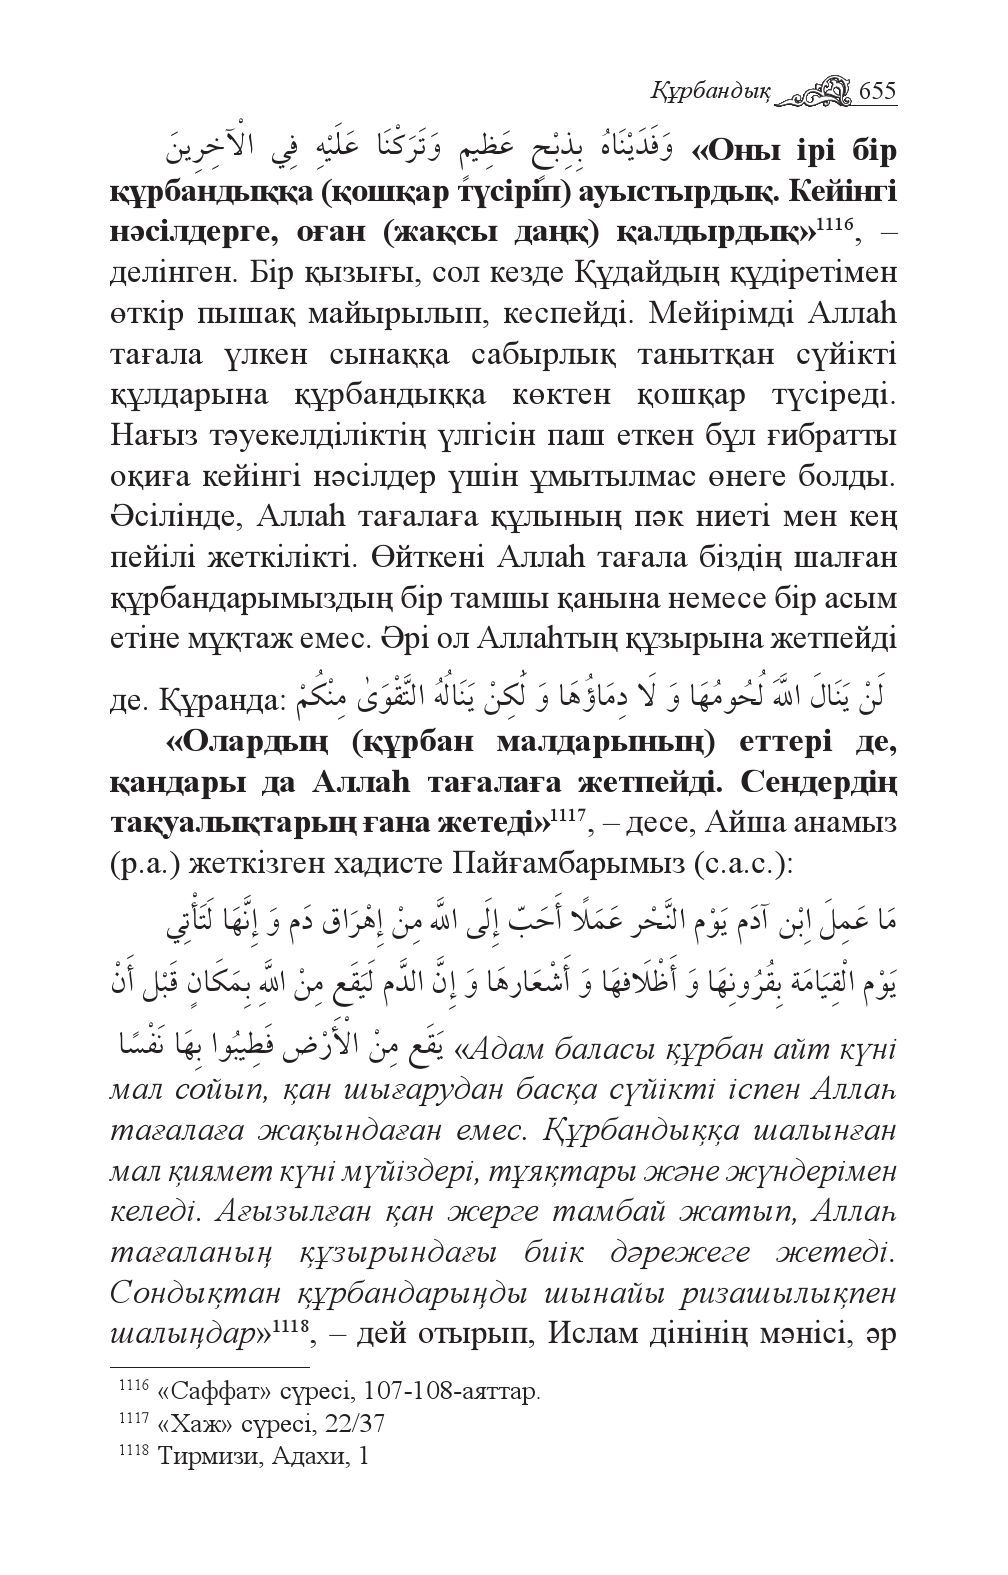 Құрбандық 655
وَفَدَيْنَاهُ بِذِبْحٍ عَظِيمٍ وَتَرَكْنَا عَلَيْهِ فِي الْآخِرِينَ «Оны ірі бір
құрбандыққа (қошқар түсіріп) ауыстырдық. Кейінгі
нәсілдерге, оған (жақсы даңқ) қалдырдық»1116, –
делінген. Бір қызығы, сол кезде Құдайдың құдіретімен
өткір пышақ майырылып, кеспейді. Мейірімді Аллаһ
тағала үлкен сынаққа сабырлық танытқан сүйікті
құлдарына құрбандыққа көктен қошқар түсіреді.
Нағыз тәуекелділіктің үлгісін паш еткен бұл ғибратты
оқиға кейінгі нәсілдер үшін ұмытылмас өнеге болды.
Әсілінде, Аллаһ тағалаға құлының пәк ниеті мен кең
пейілі жеткілікті. Өйткені Аллаһ тағала біздің шалған
құрбандарымыздың бір тамшы қанына немесе бір асым
етіне мұқтаж емес. Әрі ол Аллаһтың құзырына жетпейді
де. Құранда: لَنْ يَنَالَ اللَّهَ لُحُومُهَا وَ لَا دِمَاؤُهَا وَ لَٰكِنْ يَنَالُهُ التَّقْوَىٰ مِنْكُمْ
«Олардың (құрбан малдарының) еттері де,
қандары да Аллаһ тағалаға жетпейді. Сендердің
тақуалықтарың ғана жетеді»1117, – десе, Айша анамыз
(р.а.) жеткізген хадисте Пайғамбарымыз (с.а.с.):
مَا عَمِلَ اِبْن آدَم يَوْم النَّحْر عَمَلًا أَحَبّ إِلَى اللَّه مِنْ إِهْرَاق دَم وَ إِنَّهَا لَتَأْتِي
يَوْم الْقِيَامَة بِقُرُونِهَا وَ أَظْلَافهَا وَ أَشْعَارهَا وَ إِنَّ الدَّم لَيَقَع مِنْ اللَّهِ بِمَكَانٍ قَبْل أَنْ
يَقَع مِنْ الْأَرْض فَطِيبُوا بِهَا نَفْسًا «Адам баласы құрбан айт күні
мал сойып, қан шығарудан басқа сүйікті іспен Аллаһ
тағалаға жақындаған емес. Құрбандыққа шалынған
мал қиямет күні мүйіздері, тұяқтары және жүндерімен
келеді. Ағызылған қан жерге тамбай жатып, Аллаһ
тағаланың құзырындағы биік дәрежеге жетеді.
Сондықтан құрбандарыңды шынайы ризашылықпен
шалыңдар»1118, – дей отырып, Ислам дінінің мәнісі, әр
1116 «Саффат» сүресі, 107-108-аяттар.
1117 «Хаж» сүресі, 22/37
1118 Тирмизи, Адахи, 1